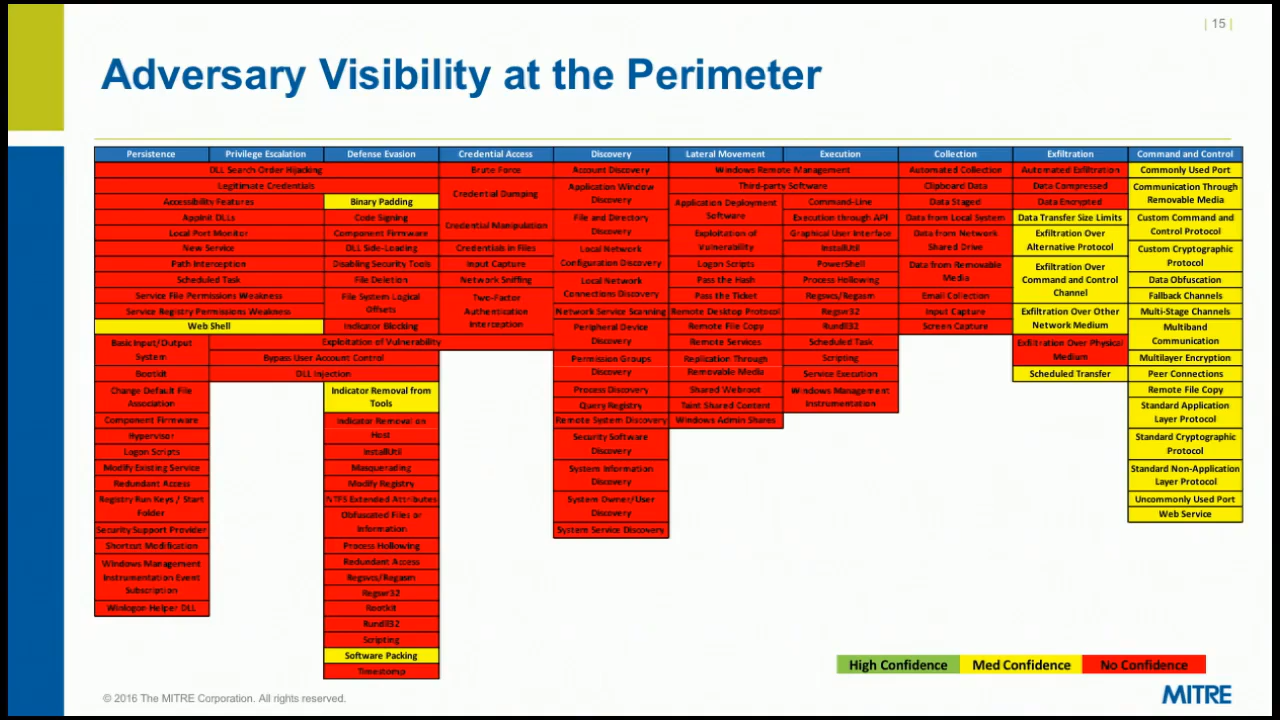 | 15 |
Adversary Visibility at the Perimeter
Persistence
Privilege Escalation
Defense Evasion
Credential Access
Discovery
Lateral Movement
Execution
Collection
Exfiltration
Command and Control
DLL Search Order Hijacking
Legitimate Credentials
Accessibility Features
AppInit DLLs
Local Port Monitor
New Service
Path Interception
Scheduled Task
Service File Permissions Weakness
Service Registry Permissions Weakness
Web Shell
Basic Input/Output
System
Bootkit
Change Default File
Association
Component Firmware
Hypervisor
Logon Scripts
Modify Existing Service
Redundant Access
Registry Run Keys / Start
Folder
Security Support Provider
Shortcut Modification
Windows Management
Instrumentation Event
Subscription
Winlogon Helper DLL
Exploitation of Vulnerability
Bypass User Account Control
DLL Injection
Binary Padding
Code Signing
Component Firmware
DLL Side-Loading
Disabling Security Tools
File Deletion
File System Logical
Offsets
Indicator Blocking
Indicator Removal from
Tools
Indicator Removal on
Host
InstallUtil
Masquerading
Modify Registry
NTFS Extended Attributes
Obfuscated Files or
Information
Process Hollowing
Redundant Access
Regsvcs/Regasm
Regswr32
Rootkit
Rundll32
Scripting
Software Packing
Timestomp
Brute Force
Credential Dumping
Credential Manipulation
Credentials in Files
Input Capture
Network Sniffing
Two-Factor
Authentication
Interception
Account Discovery
Application Window
Discovery
File and Directory
Discovery
Local Network
Configuration Discovery
Local Network
Connections Discovery
Network Service Scanning
Peripheral Device
Discovery
Permission Groups
Discovery
Process Discovery
Query Registry
Remote System Discovery
Security Software
Discovery
System Information
Discovery
System Owner/User
Discovery
System Service Discovery
Windows Remote Management
Third-party Software
Application Deployment
Software
Exploitation of
Vulnerability
Logon Scripts
Pass the Hash
Pass the Ticket
Remote Desktop Protocol
Remote File Copy
Remote Services
Replication Through
Removable Media
Shared Webroot
Taint Shared Content
Windows Admin Shares
Command-Line
Execution through API
Graphical User Interface
InstallUtil
PowerShell
Process Hollowing
Regsvcs/Regasm
Regsvr32
Rundll32
Scheduled Task
Scripting
Service Execution
Windows Management
Instrumentation
Automated Collection
Clipboard Data
Data Staged
Data from Local System
Data from Network
Shared Drive
Data from Removable
Media
Email Collection
Input Capture
Screen Capture
Automated Exfiltration
Data Compressed
Data Encrypted
Data Transfer Size Limits
Exfiltration Over
Alternative Protocol
Exfiltration Over
Command and Control
Channel
Exfiltration Over Other
Network Medium
Exfiltration Over Physical
Medium
Scheduled Transfer
Commonly Used Port
Communication Through
Removable Media
Custom Command and
Control Protocol
Custom Cryptographic
Protocol
Data Obfuscation
Fallback Channels
Multi-Stage Channels
Multiband
Communication
Multilayer Encryption
Peer Connections
Remote File Copy
Standard Application
Layer Protocol
Standard Cryptographic
Protocol
Standard Non-Application
Layer Protocol
Uncommonly Used Port
Web Service
High Confidence
Med Confidence
No Confidence
© 2016 The MITRE Corporation. All rights reserved.
MITRE